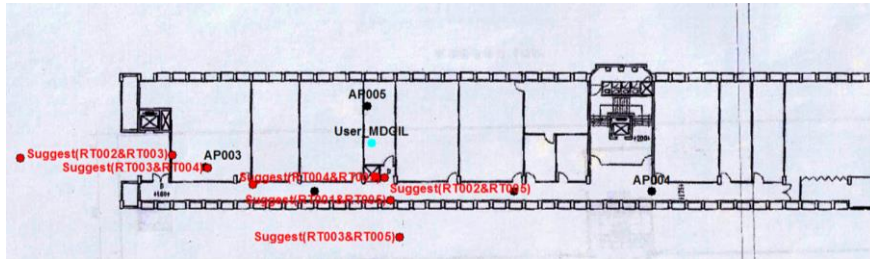 AP005
User_MDGIL
Suggest(RT002&RT003)
AP003
Suggest(RT003&RT004)
Suggest(RT004&RT0
Suggest(RT002&RT005)
AP004
Suggest(RT001&RT005)
Suggest(RT003&RT005)